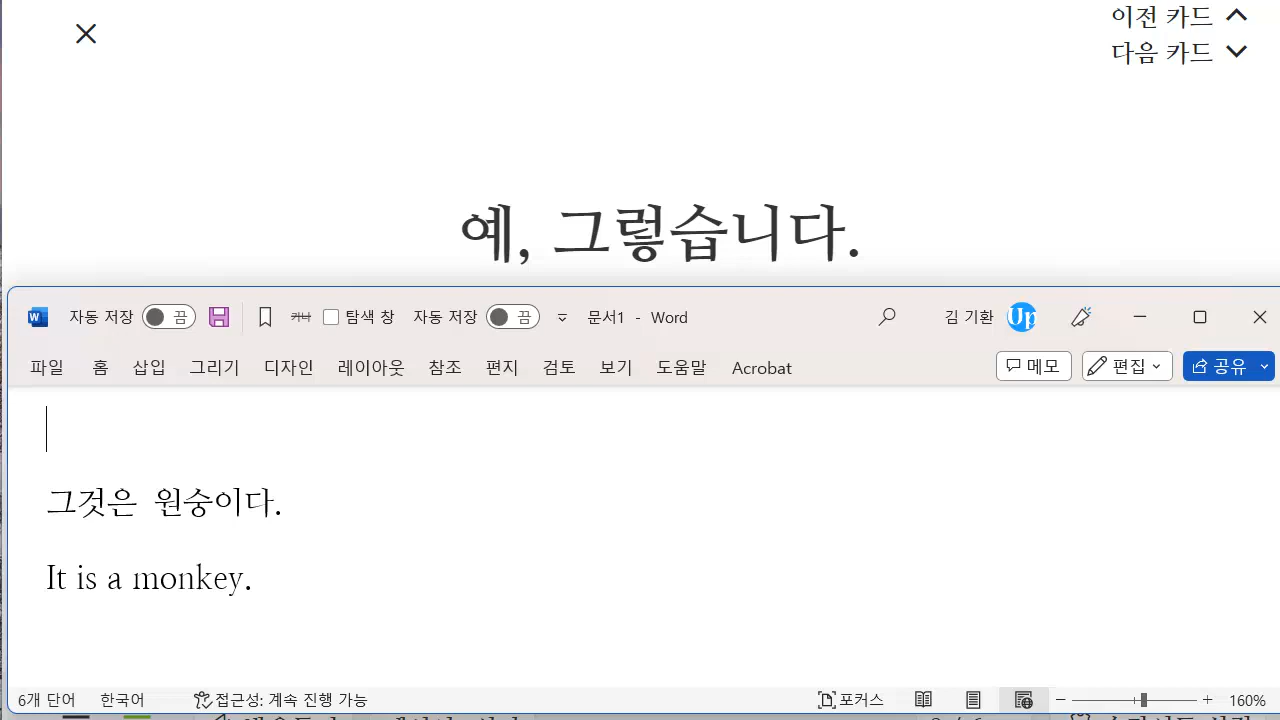 이전 카드
다음 카드
예, 그렇습니다.
자동 저장 끔 가나 탐색 창 자동 저장 끔 문서1 - Word 김 기환 Up
파일 홈 삽입 그리기 디자인 레이아웃 참조 편지 검토 보기 도움말 Acrobat 메모 편집 공유
그것은 원숭이다.
It is a monkey.
6개 단어 한국어 접근성: 계속 진행 가능 포커스 160%